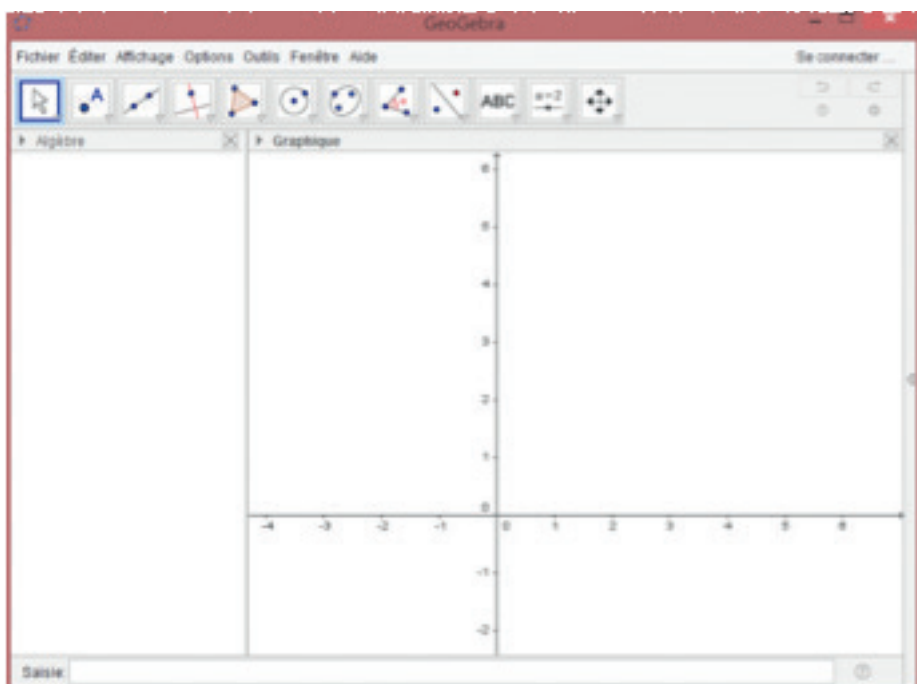 GeoGebra
Fichier Éditer Affichage Options Outils Fenêtre Aide Se connecter ...
A ABC a=2
Algèbre Graphique
6
5
4
3
2
1
0
-4 -3 -2 -1 0 1 2 3 4 5 6
-1
-2
Saisie: